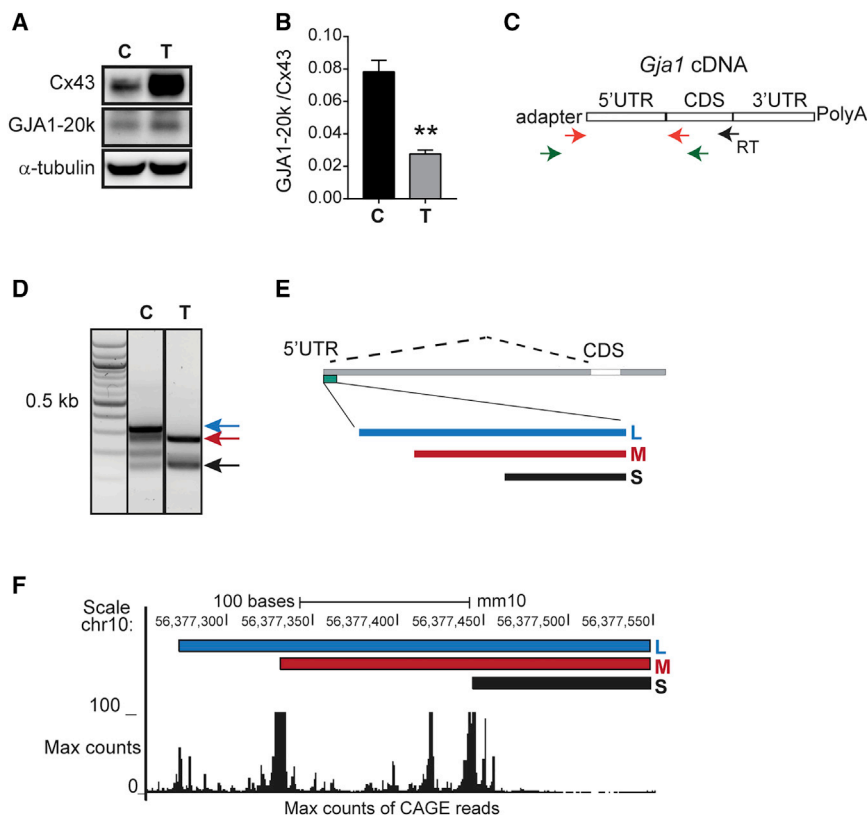 A
C T
Cx43
GJA1-20k
α-tubulin
B
GJA1-20k /Cx43
0.10
0.08
0.06
0.04
0.02
0.00
**
C T
C
Gja1 cDNA
5'UTR CDS 3'UTR
adapter PolyA
RT
D
C T
0.5 kb
E
5'UTR CDS
L
M
S
F
Scale 100 bases mm10
chr10: 56,377,300 56,377,350 56,377,400 56,377,450 56,377,500 56,377,550
L
M
S
100 _
Max counts
0 _
Max counts of CAGE reads